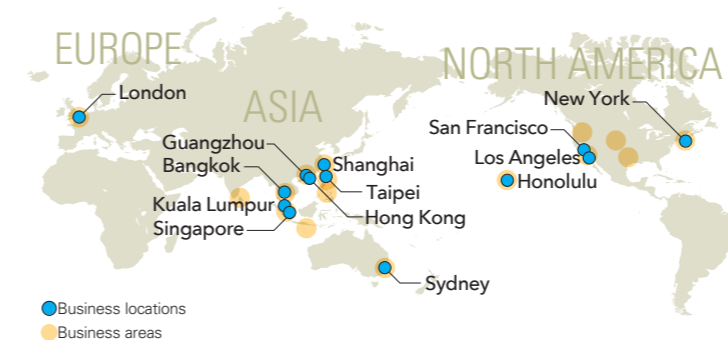 EUROPE
NORTH AMERICA
London
ASIA
New York
San Francisco
Guangzhou
Shanghai
Los Angeles
Bangkok
Taipei
Honolulu
Kuala Lumpur
Hong Kong
Singapore
Sydney
Business locations
Business areas